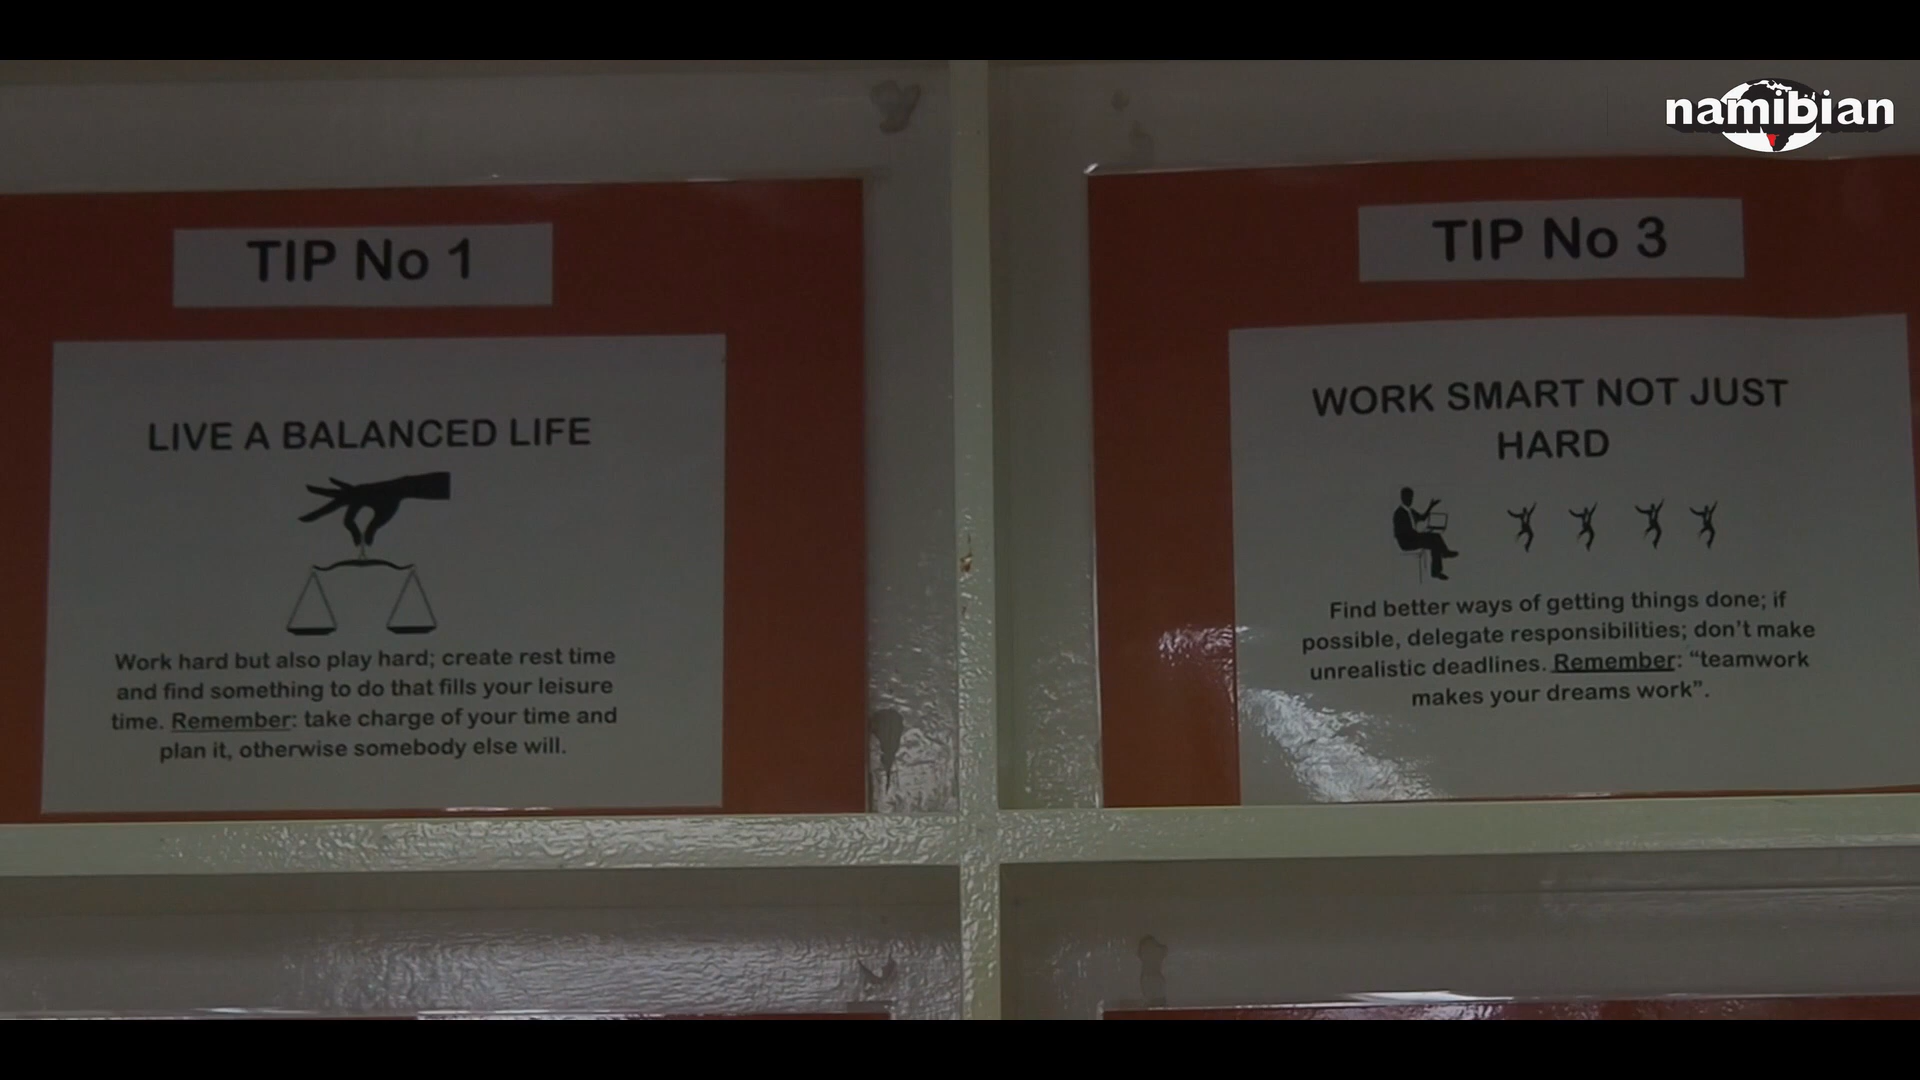 namibian
TIP No 1
LIVE A BALANCED LIFE
Work hard but also play hard; create rest time
and find something to do that fills your leisure
time. Remember: take charge of your time and
plan it, otherwise somebody else will.
TIP No 3
WORK SMART NOT JUST
HARD
Find better ways of getting things done; if
possible, delegate responsibilities; don't make
unrealistic deadlines. Remember: “teamwork
makes your dreams work”.